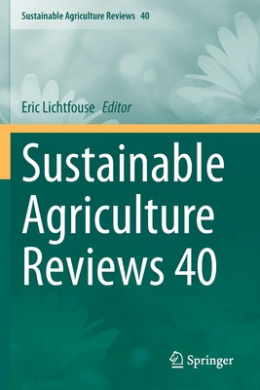 Sustainable Agriculture Reviews 40
Eric Lichtfouse Editor
Sustainable
Agriculture
Reviews 40
Springer